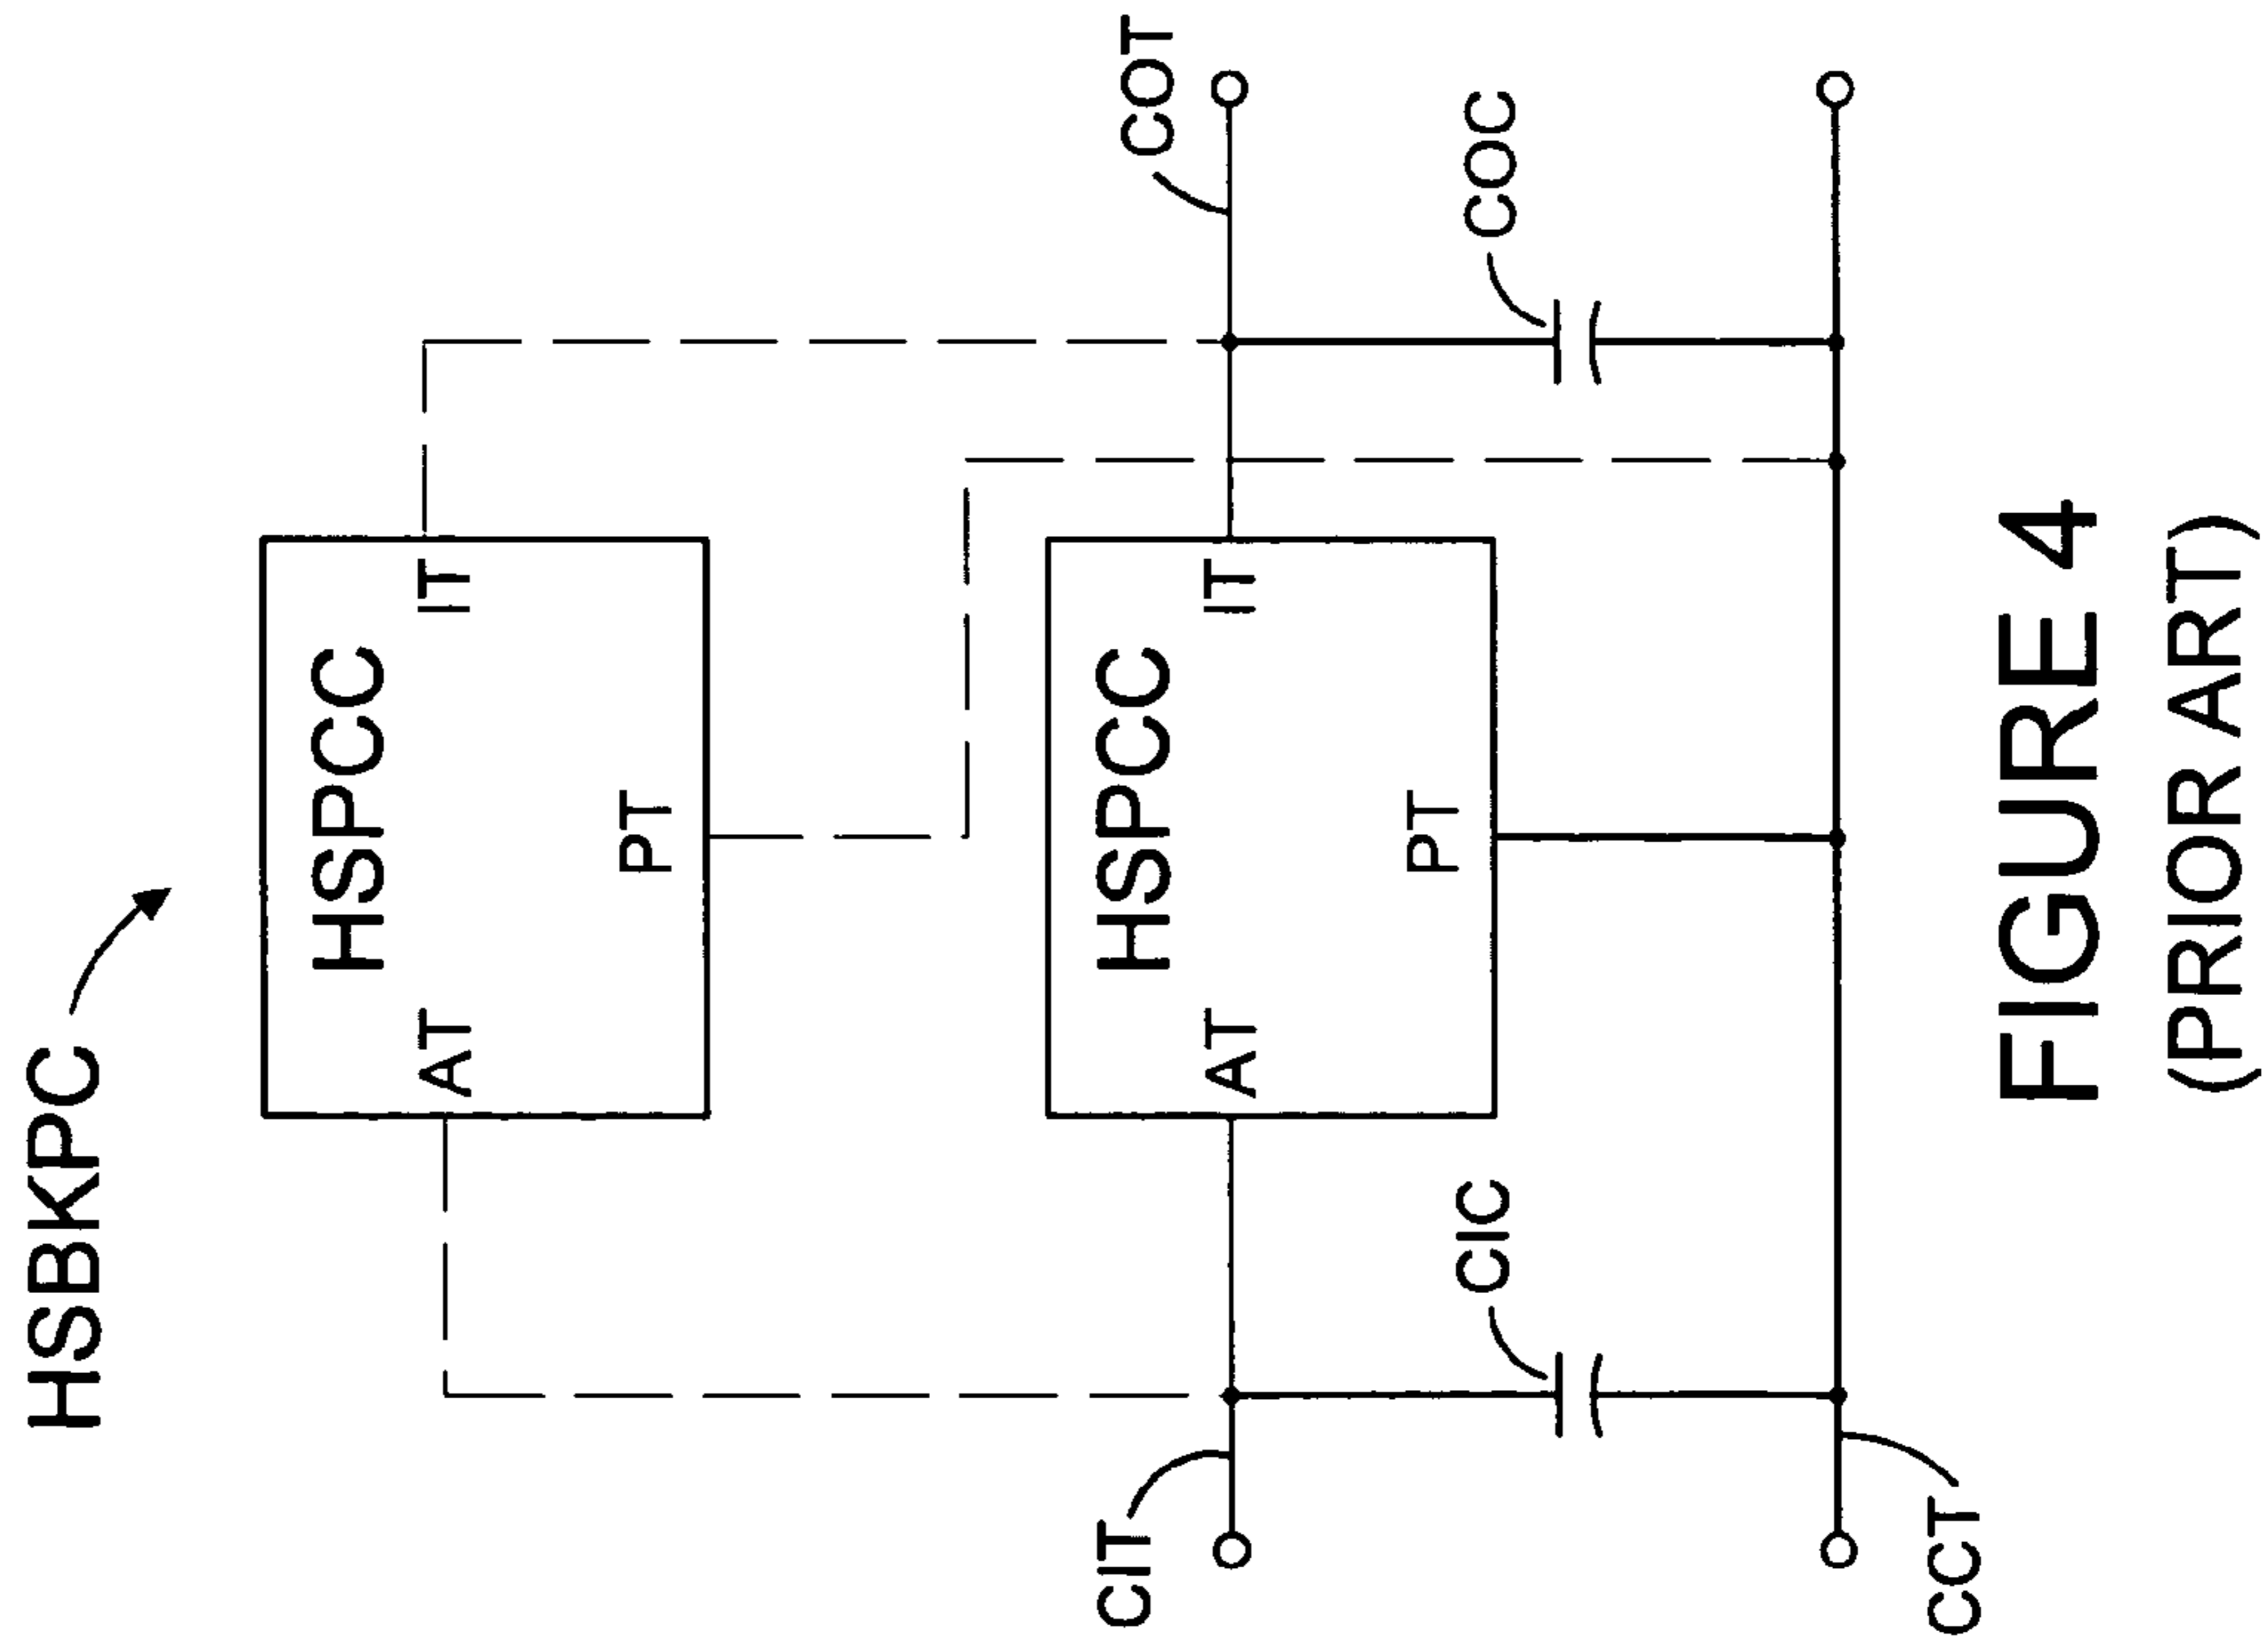 HSBKPC
HSPCC
AT
IT
PT
HSPCC
AT
IT
PT
CIT
COT
CIC
COC
CCT
FIGURE 4
(PRIOR ART)